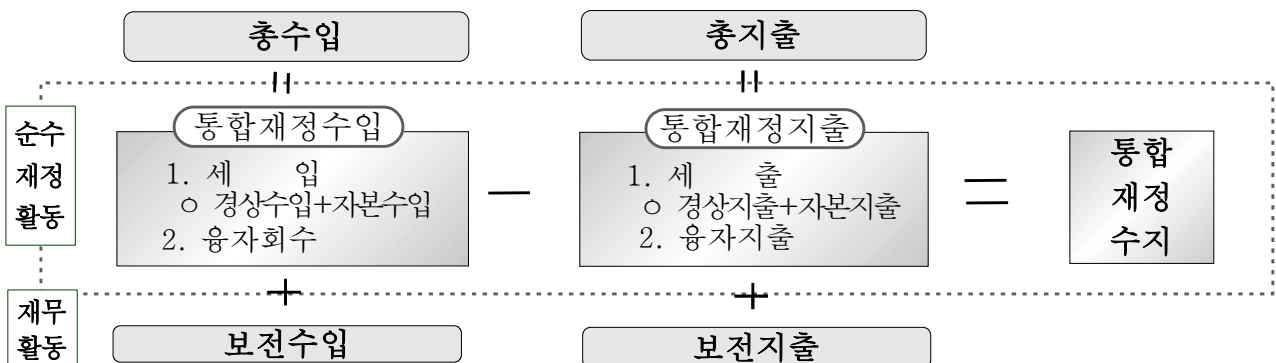 총수입
총지출
=
=
순수
재정
활동
통합재정수입
1. 세 입
○ 경상수입+자본수입
2. 융자회수
-
통합재정지출
1. 세 출
○ 경상지출+자본지출
2. 융자지출
=
통합
재정
수지
+
+
재무
활동
보전수입
보전지출